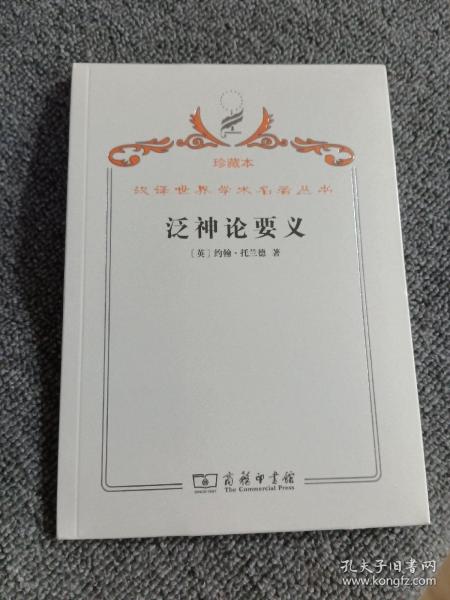 珍藏本
汉译世界学术名著丛书
泛神论要义
〔英〕约翰·托兰德 著
商务印书馆
SINCE 1897
The Commercial Press
孔夫子旧书网
www.kongfz.com